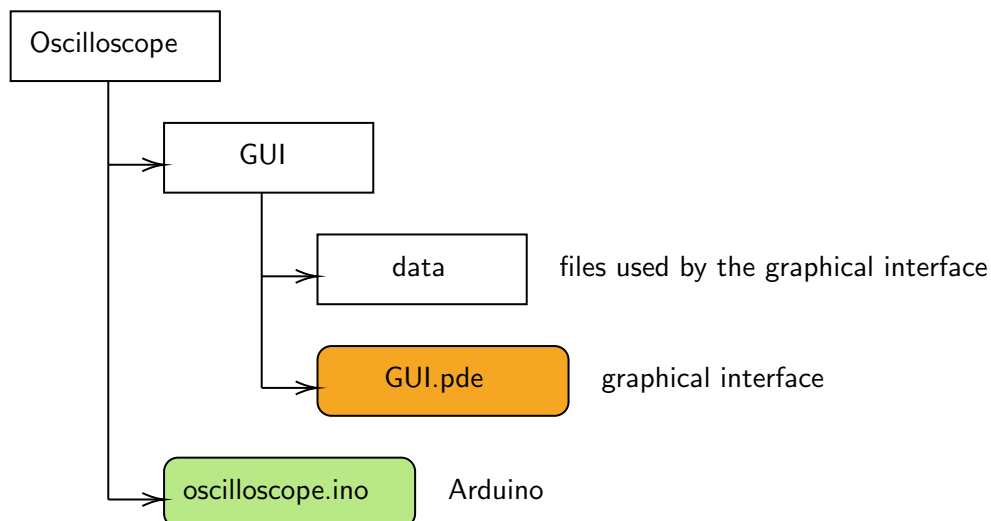 Oscilloscope
GUI
data files used by the graphical interface
GUI.pde graphical interface
oscilloscope.ino Arduino